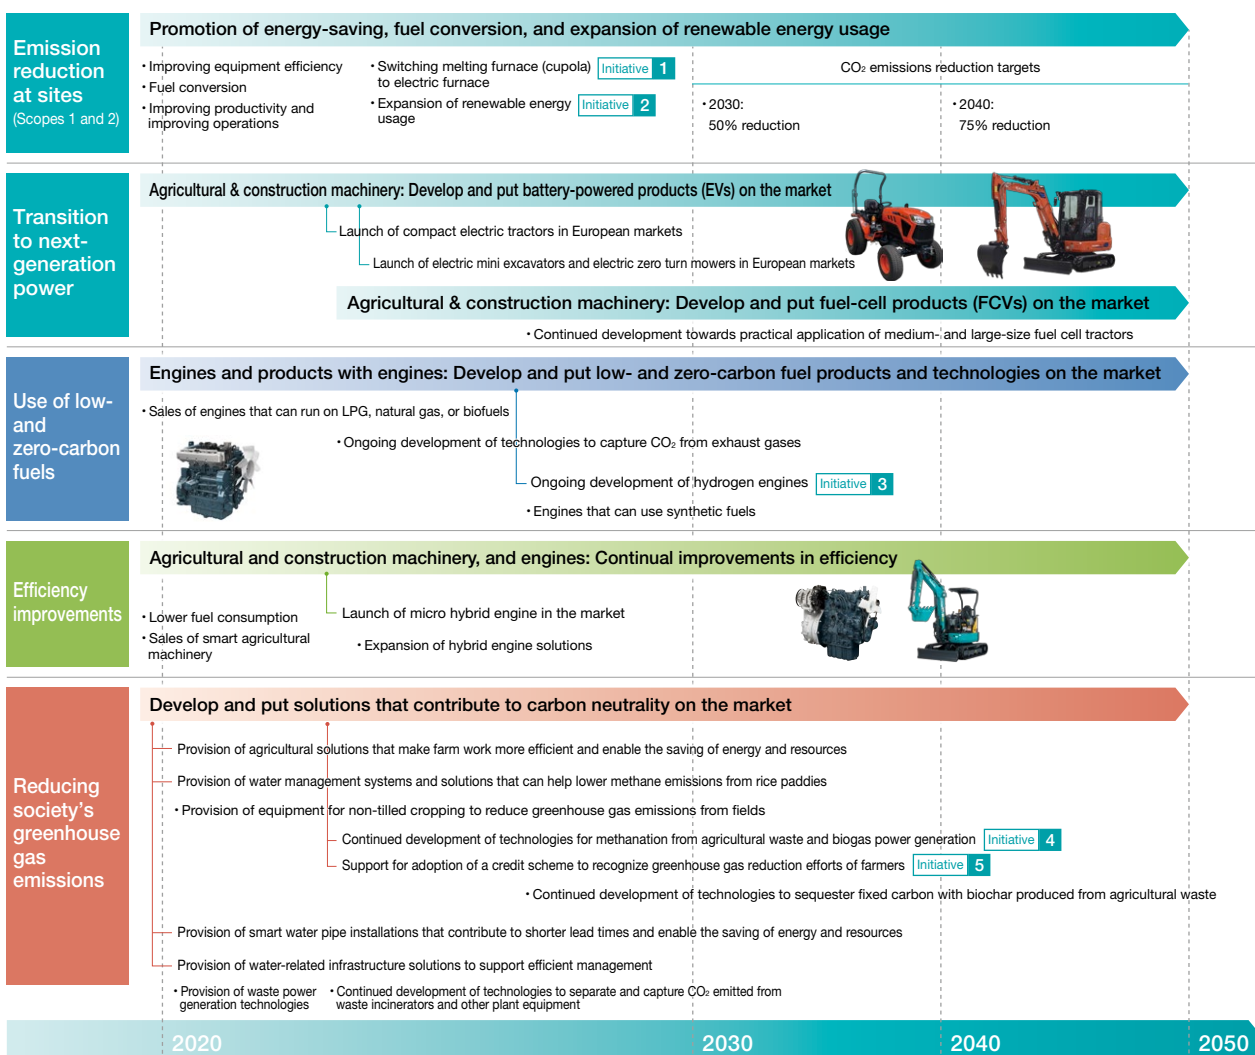 Emission
reduction
at sites
(Scopes 1 and 2)
Promotion of energy-saving, fuel conversion, and expansion of renewable energy usage
・Improving equipment efficiency
・Fuel conversion
・Improving productivity and
improving operations
・Switching melting furnace (cupola)
to electric furnace
Initiative 1
・Expansion of renewable energy
usage
Initiative 2
CO₂ emissions reduction targets
・2030:
50% reduction
・2040:
75% reduction
Transition
to next-
generation
power
Agricultural & construction machinery: Develop and put battery-powered products (EVs) on the market
Launch of compact electric tractors in European markets
Launch of electric mini excavators and electric zero turn mowers in European markets
Agricultural & construction machinery: Develop and put fuel-cell products (FCVs) on the market
・Continued development towards practical application of medium- and large-size fuel cell tractors
Use of low-
and
zero-carbon
fuels
Engines and products with engines: Develop and put low- and zero-carbon fuel products and technologies on the market
・Sales of engines that can run on LPG, natural gas, or biofuels
・Ongoing development of technologies to capture CO₂ from exhaust gases
Ongoing development of hydrogen engines
Initiative 3
・Engines that can use synthetic fuels
Efficiency
improvements
Agricultural and construction machinery, and engines: Continual improvements in efficiency
・Lower fuel consumption
・Sales of smart agricultural
machinery
Launch of micro hybrid engine in the market
・Expansion of hybrid engine solutions
Reducing
society's
greenhouse
gas
emissions
Develop and put solutions that contribute to carbon neutrality on the market
Provision of agricultural solutions that make farm work more efficient and enable the saving of energy and resources
Provision of water management systems and solutions that can help lower methane emissions from rice paddies
・Provision of equipment for non-tilled cropping to reduce greenhouse gas emissions from fields
Continued development of technologies for methanation from agricultural waste and biogas power generation
Initiative 4
Support for adoption of a credit scheme to recognize greenhouse gas reduction efforts of farmers
Initiative 5
・Continued development of technologies to sequester fixed carbon with biochar produced from agricultural waste
Provision of smart water pipe installations that contribute to shorter lead times and enable the saving of energy and resources
Provision of water-related infrastructure solutions to support efficient management
・Provision of waste power
generation technologies
・Continued development of technologies to separate and capture CO₂ emitted from
waste incinerators and other plant equipment
2020
2030
2040
2050